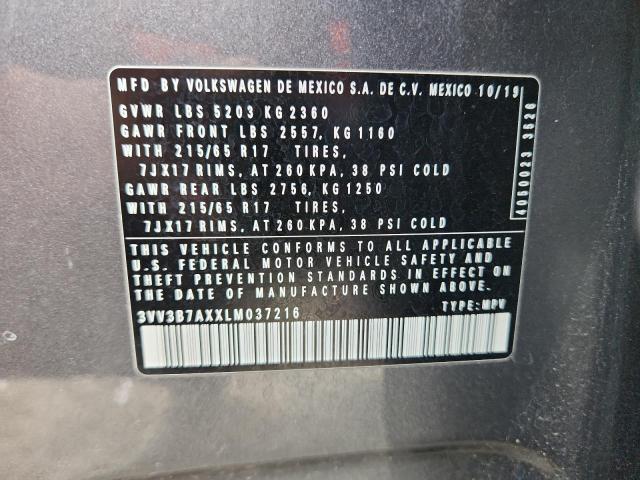 MFD BY VOLKSWAGEN DE MEXICO S.A. DE C.V. MEXICO 10/19
GVWR LBS 5203 KG 2360
GAWR FRONT LBS 2557, KG 1160
WITH 215/65 R17 TIRES,
7JX17 RIMS, AT 260 KPA, 38 PSI COLD
GAWR REAR LBS 2756, KG 1250
WITH 215/65 R17 TIRES,
7JX17 RIMS, AT 260 KPA, 38 PSI COLD
THIS VEHICLE CONFORMS TO ALL APPLICABLE
U.S. FEDERAL MOTOR VEHICLE SAFETY AND
THEFT PREVENTION STANDARDS IN EFFECT ON
THE DATE OF MANUFACTURE SHOWN ABOVE
3VV3B7AXXLM037216 TYPE: MPV
4060023 3526